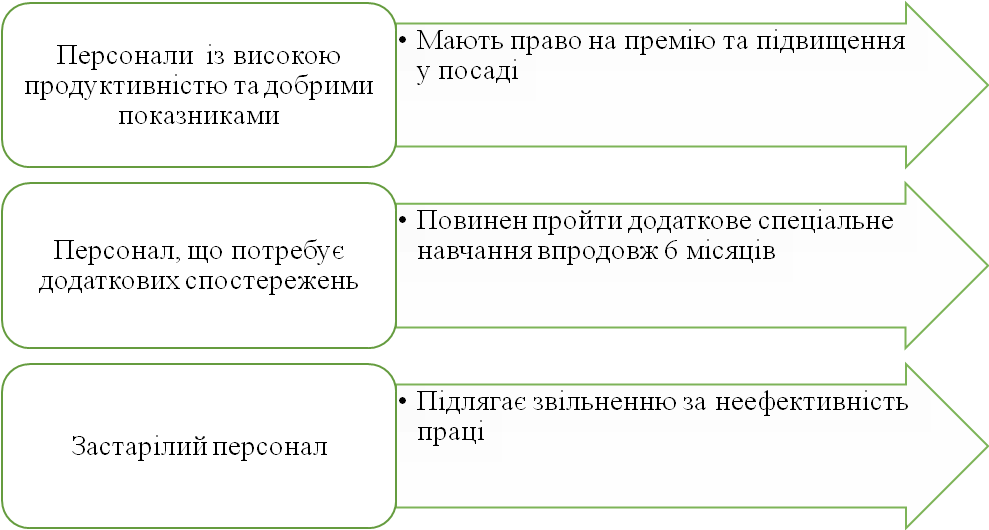 Персонали із високою
продуктивністю та добрими
показниками
• Мають право на премію та підвищення
у посаді
Персонал, що потребує
додаткових спостережень
• Повинен пройти додаткове спеціальне
навчання впродовж 6 місяців
Застарілий персонал
• Підлягає звільненню за неефективність
праці